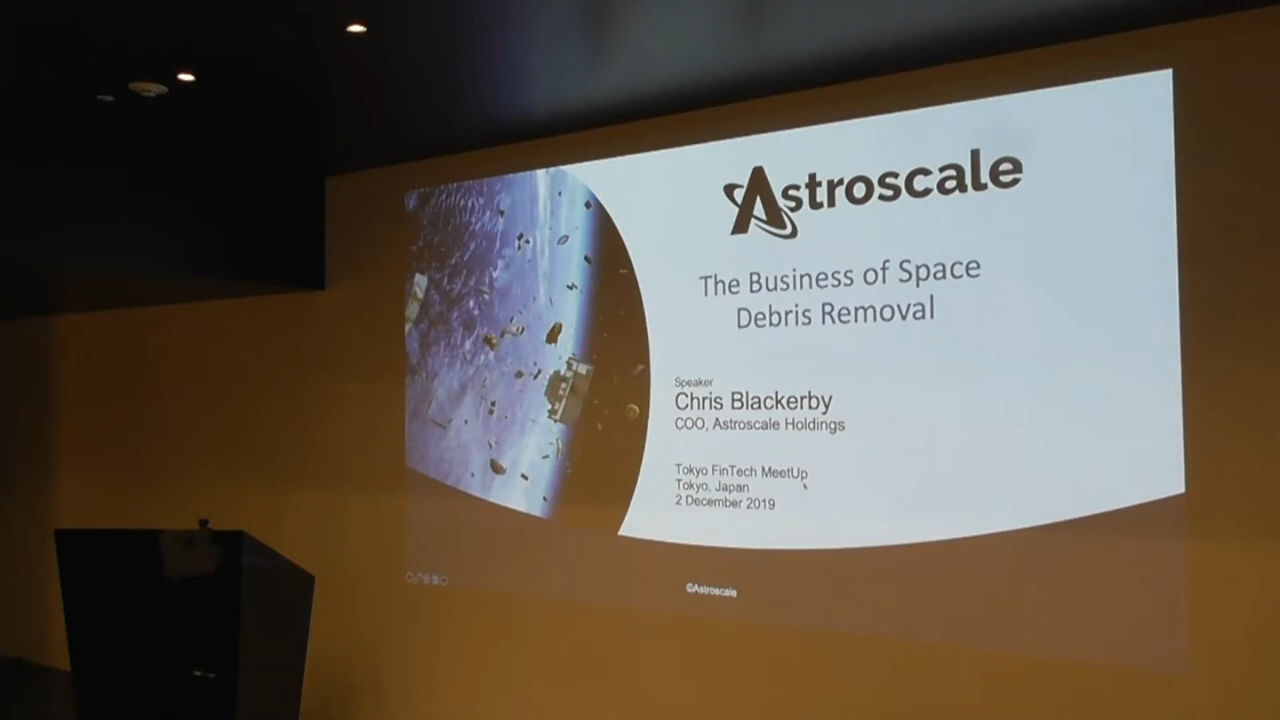 Astroscale
The Business of Space
Debris Removal
Speaker
Chris Blackerby
COO, Astroscale Holdings
Tokyo FinTech MeetUp
Tokyo, Japan
2 December 2019
©Astroscale